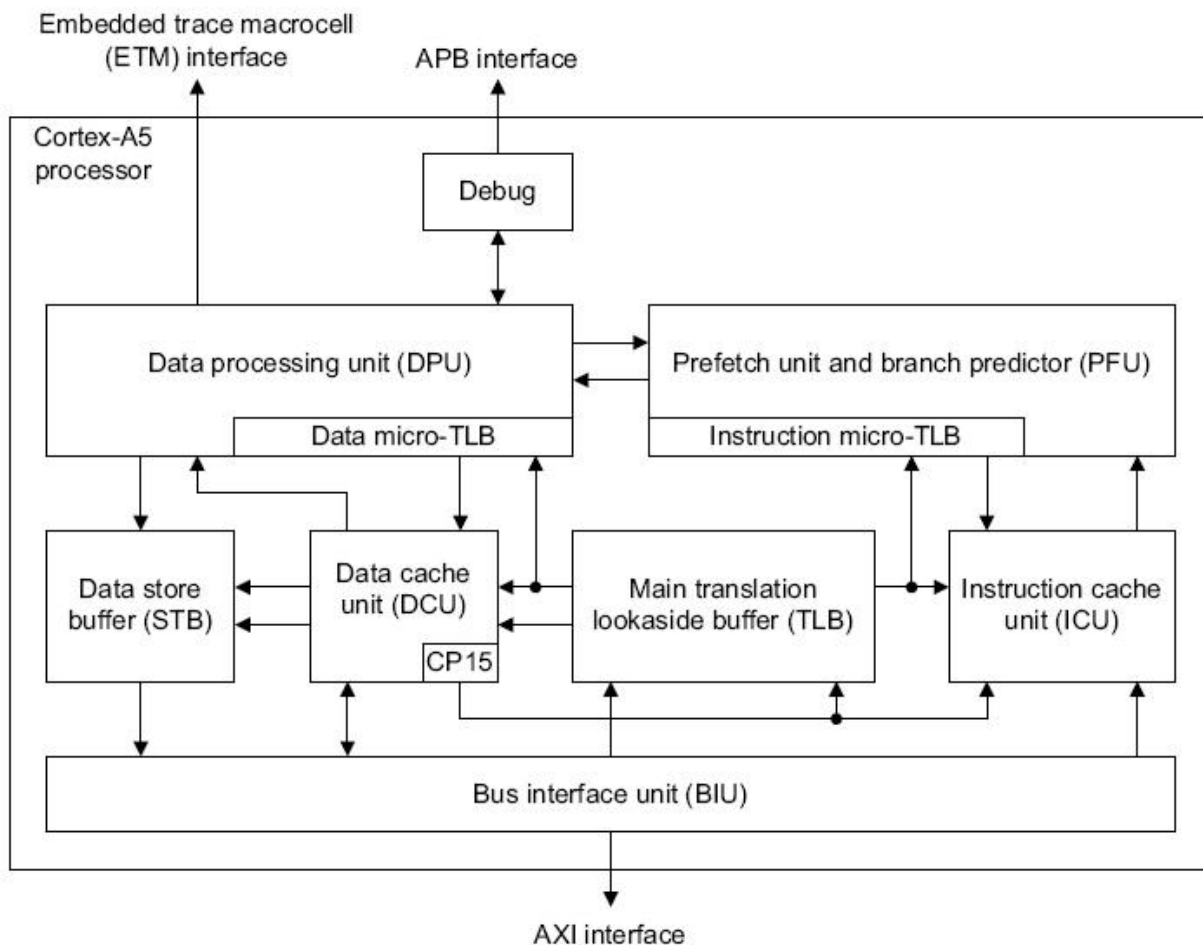 Embedded trace macrocell
(ETM) interface
APB interface
Cortex-A5
processor
Debug
Data processing unit (DPU)
Prefetch unit and branch predictor (PFU)
Data micro-TLB
Instruction micro-TLB
Data store
buffer (STB)
Data cache
unit (DCU)
CP15
Main translation
lookaside buffer (TLB)
Instruction cache
unit (ICU)
Bus interface unit (BIU)
AXI interface